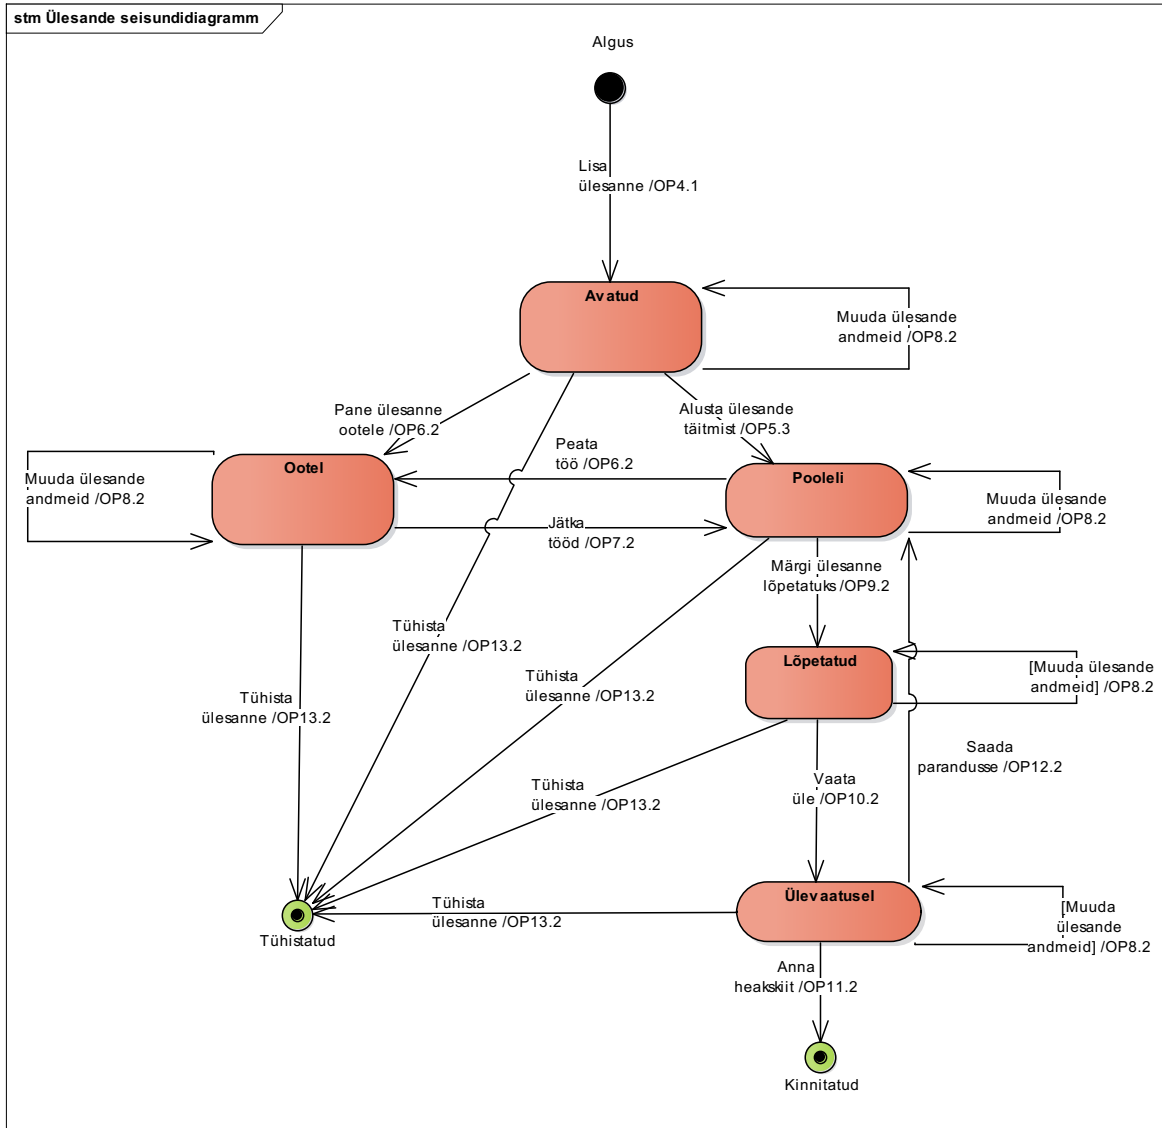 stm Ülesande seisundidiagramm
Algus
Lisa
ülesanne /OP4.1
Avatud
Muuda ülesande
andmeid /OP8.2
Pane ülesanne
ootele /OP6.2
Alusta ülesande
täitmist /OP5.3
Peata
töö /OP6.2
Ootel
Muuda ülesande
andmeid /OP8.2
Pooleli
Muuda ülesande
andmeid /OP8.2
Jätka
tööd /OP7.2
Märgi ülesanne
lõpetatuks /OP9.2
Tühista
ülesanne /OP13.2
Lõpetatud
[Muuda ülesande
andmeid] /OP8.2
Tühista
ülesanne /OP13.2
Tühista
ülesanne /OP13.2
Saada
parandusse /OP12.2
Tühista
ülesanne /OP13.2
Vaata
üle /OP10.2
Ülevaatusel
[Muuda
ülesande
andmeid] /OP8.2
Tühista
ülesanne /OP13.2
Tühistatud
Anna
heakskiit /OP11.2
Kinnitatud